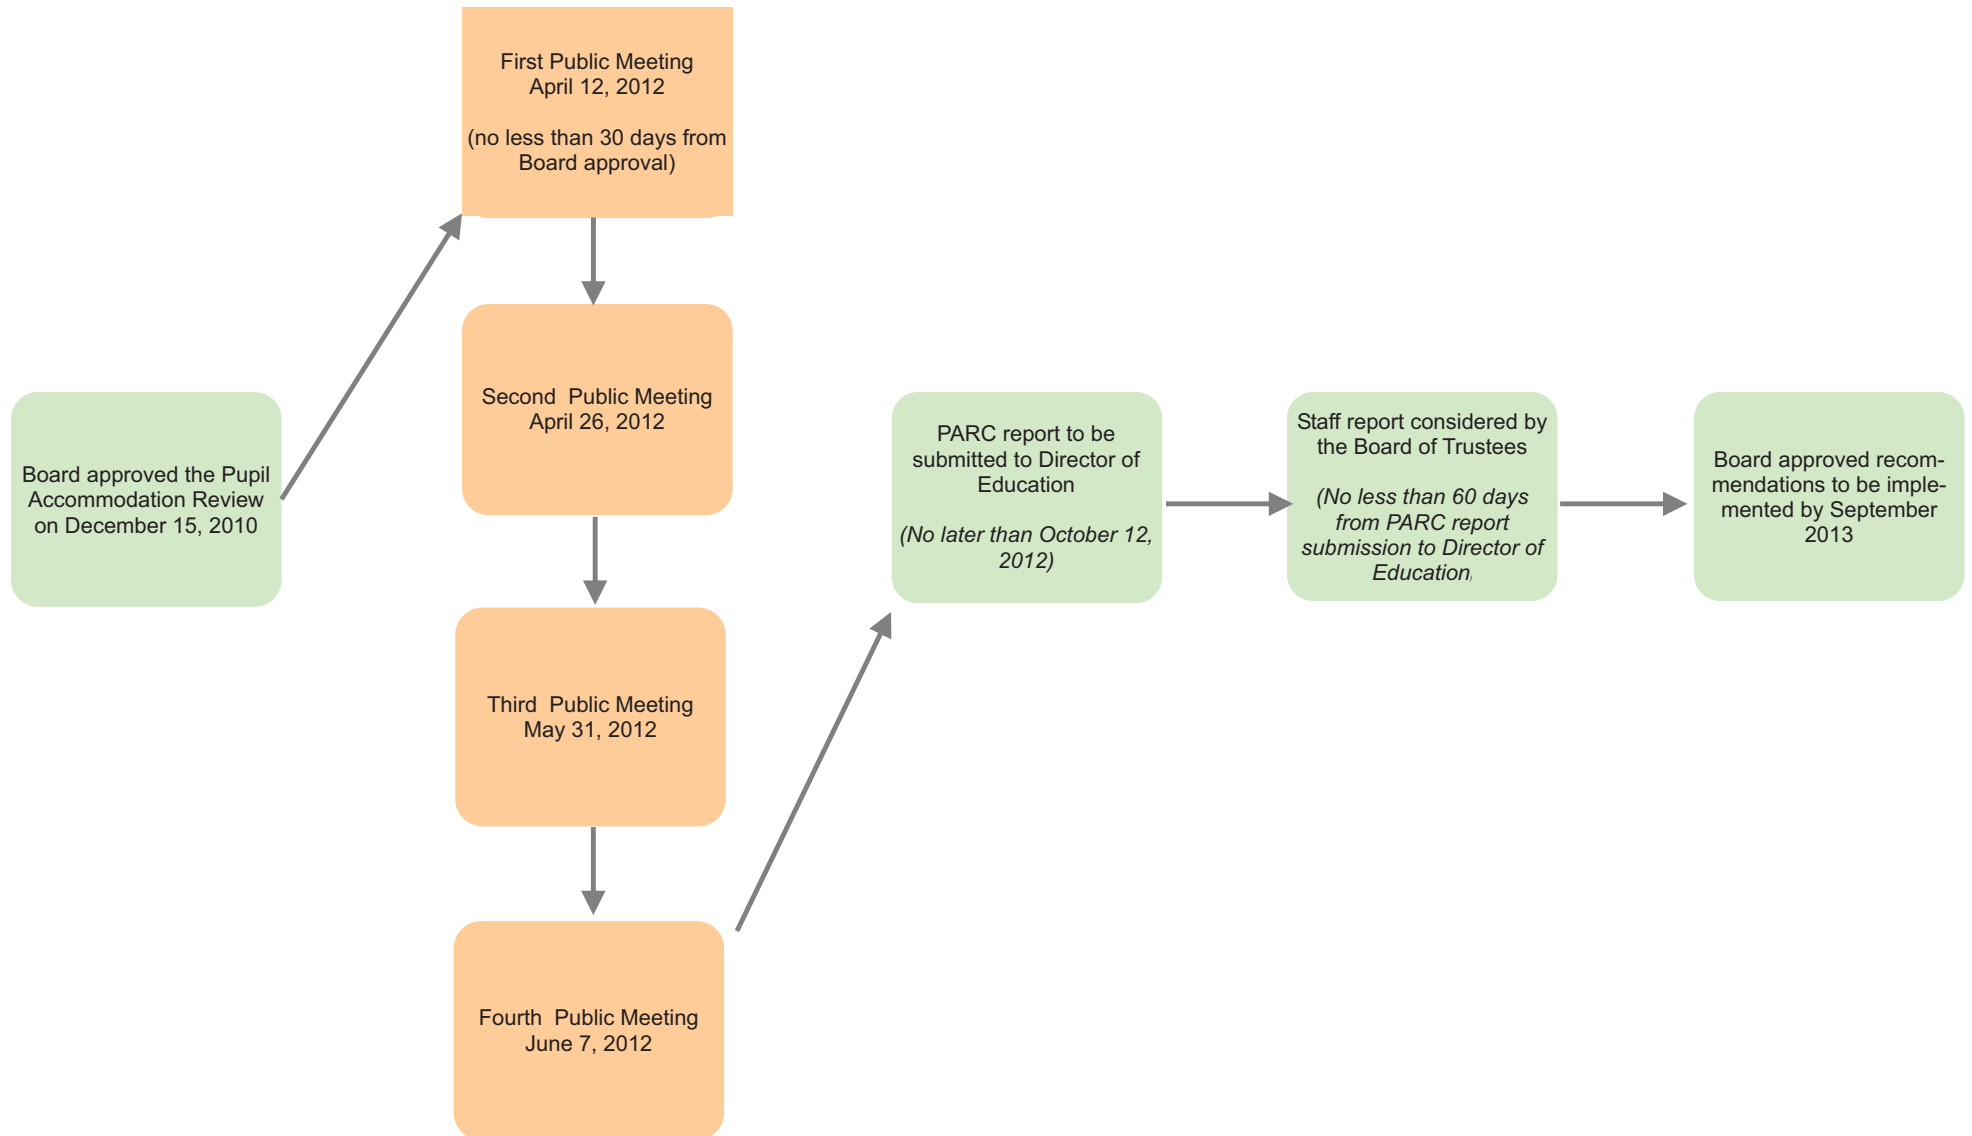 First Public Meeting
April 12, 2012
(no less than 30 days from
Board approval)
Second  Public Meeting
April 26, 2012
Board approved the Pupil
Accommodation Review
on December 15, 2010
Third  Public Meeting
May 31, 2012
Fourth  Public Meeting
June 7, 2012
PARC report to be
submitted to Director of
Education
(No later than October 12,
2012)
Staff report considered by
the Board of Trustees
(No less than 60 days
from PARC report
submission to Director of
Education)
Board approved recom-
mendations to be imple-
mented by September
2013